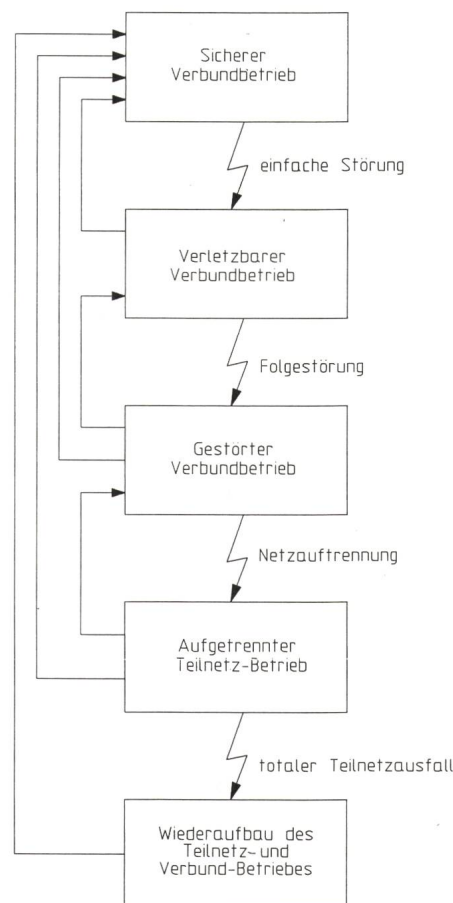 Sicherer
Verbundbetrieb
einfache Störung
Verletzbarer
Verbundbetrieb
Folgestörung
Gestörter
Verbundbetrieb
Netzauftrennung
Aufgetrennter
Teilnetz-Betrieb
totaler Teilnetzausfall
Wiederaufbau des
Teilnetz-und
Verbund-Betriebes